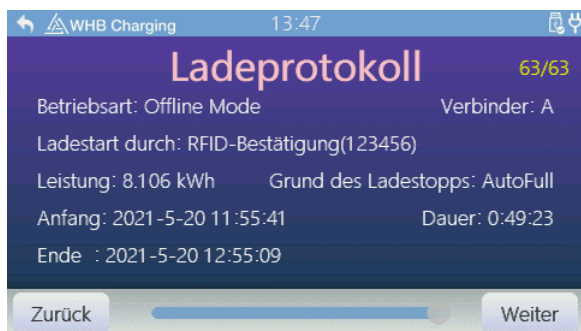 WHB Charging 13:47
Ladeprotokoll 63/63
Betriebsart: Offline Mode Verbinder: A
Ladestart durch: RFID-Bestätigung(123456)
Leistung: 8.106 kWh Grund des Ladestopps: AutoFull
Anfang: 2021-5-20 11:55:41 Dauer: 0:49:23
Ende : 2021-5-20 12:55:09
Zurück Weiter